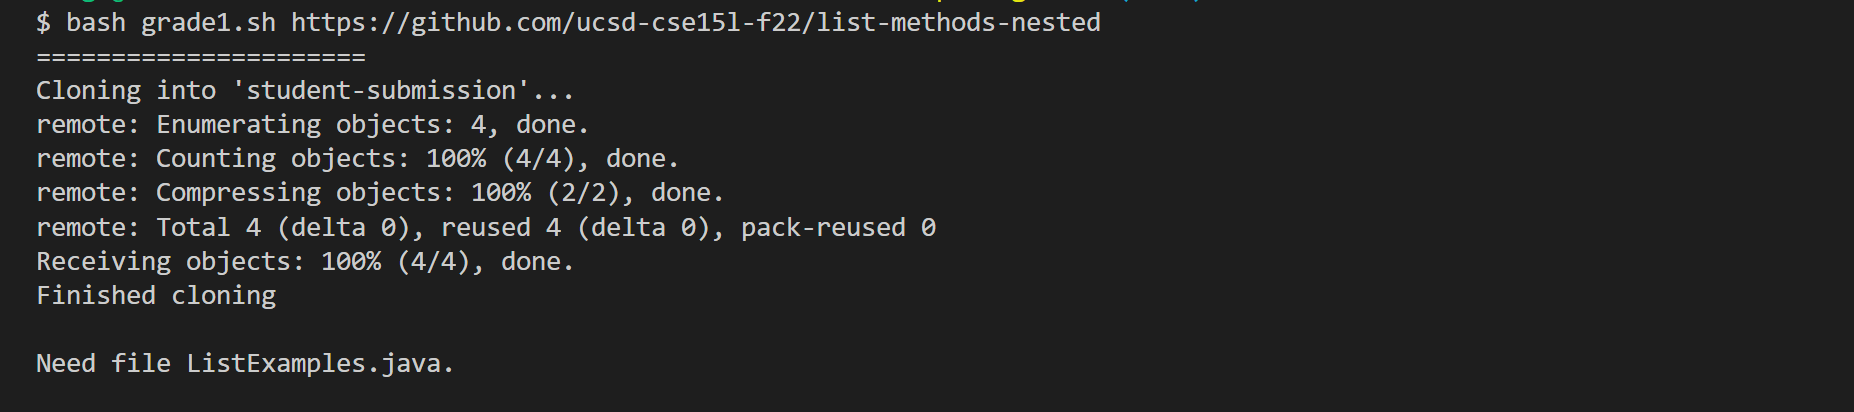 $ bash grade1.sh https://github.com/ucsd-cse15l-f22/list-methods-nested
======================
Cloning into 'student-submission'...
remote: Enumerating objects: 4, done.
remote: Counting objects: 100% (4/4), done.
remote: Compressing objects: 100% (2/2), done.
remote: Total 4 (delta 0), reused 4 (delta 0), pack-reused 0
Receiving objects: 100% (4/4), done.
Finished cloning
Need file ListExamples.java.